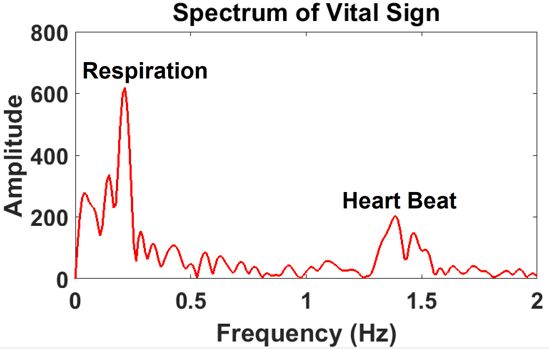 Spectrum of Vital Sign
800
Respiration
600
Amplitude
400
Heart Beat
200
0
0 0.5 1 1.5 2
Frequency (Hz)